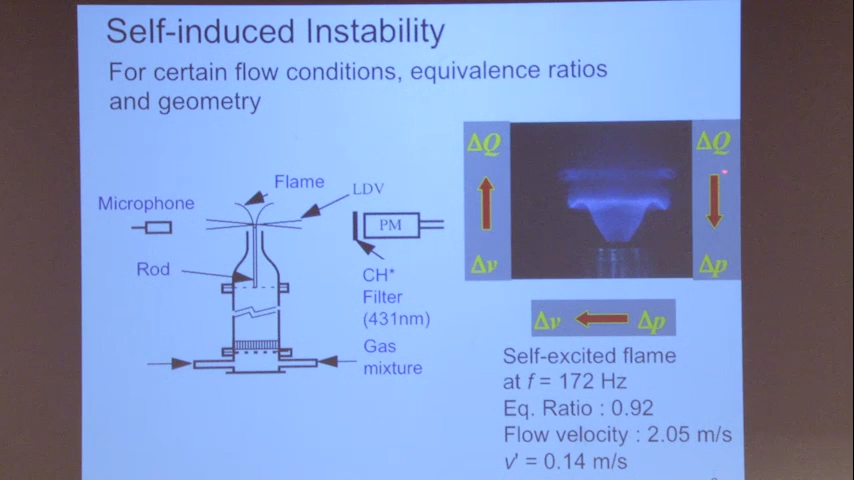 Self-induced Instability
For certain flow conditions, equivalence ratios
and geometry
Flame
LDV
Microphone
PM
Rod
CH*
Filter
(431nm)
Gas
mixture
ΔQ
ΔQ
Δv
Δp
Δv
Δp
Self-excited flame
at f = 172 Hz
Eq. Ratio : 0.92
Flow velocity : 2.05 m/s
v' = 0.14 m/s